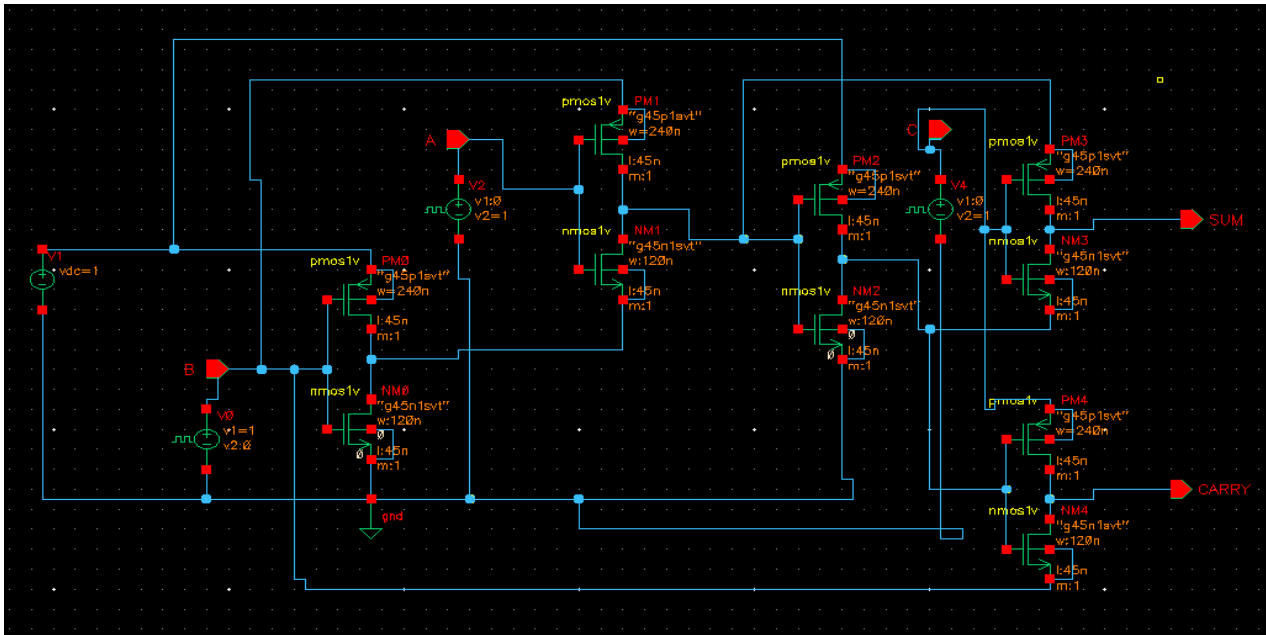 V1
vdc=1
B
V0
v1=1
v2:0
pmos1v
PM0
"g45p1svt"
w=240n
l:45n
m:1
nmos1v
NM0
"g45n1svt"
w:120n
0
0
l:45n
m:1
gnd
A
V2
v1:0
v2=1
pmos1v
PM1
"g45p1svt"
w=240n
l:45n
m:1
nmos1v
NM1
"g45n1svt"
w:120n
l:45n
m:1
pmos1v
PM2
"g45p1svt"
w=240n
l:45n
m:1
nmos1v
NM2
"g45n1svt"
w:120n
0
0
l:45n
m:1
C
V4
v1:0
v2=1
pmos1v
PM3
"g45p1svt"
w=240n
l:45n
m:1
nmos1v
NM3
"g45n1svt"
w:120n
l:45n
m:1
SUM
pmos1v
PM4
"g45p1svt"
w=240n
l:45n
m:1
nmos1v
NM4
"g45n1svt"
w:120n
l:45n
m:1
CARRY